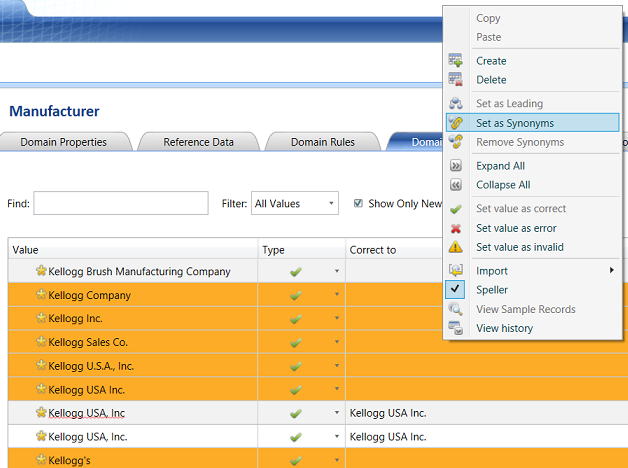 Manufacturer
Domain Properties Reference Data Domain Rules
Find: Filter: All Values Show Only New
Value Type Correct to
Kellogg Brush Manufacturing Company
Kellogg Company
Kellogg Inc.
Kellogg Sales Co.
Kellogg U.S.A., Inc.
Kellogg USA Inc.
Kellogg USA, Inc Kellogg USA Inc.
Kellogg USA, Inc. Kellogg USA Inc.
Kellogg's
Copy
Paste
Create
Delete
Set as Leading
Set as Synonyms
Remove Synonyms
Expand All
Collapse All
Set value as correct
Set value as error
Set value as invalid
Import
Speller
View Sample Records
View history